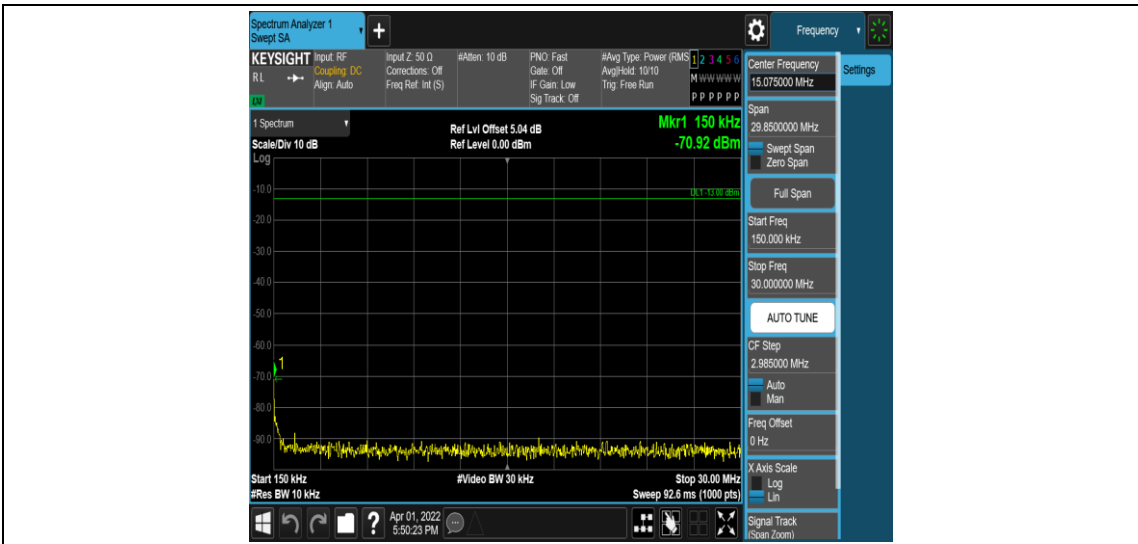 Spectrum Analyzer 1
Swept SA
+
Frequency
KEYSIGHT
RL
LXI
Input: RF
Coupling: DC
Align: Auto
Input Z: 50 Ω
Corrections: Off
Freq Ref: Int (S)
#Atten: 10 dB
PNO: Fast
Gate: Off
IF Gain: Low
Sig Track: Off
#Avg Type: Power (RMS
Avg|Hold: 10/10
Trig: Free Run
1 2 3 4 5 6
M W W W W W
P P P P P P
1 Spectrum
Scale/Div 10 dB
Log
Ref Lvl Offset 5.04 dB
Ref Level 0.00 dBm
Mkr1 150 kHz
-70.92 dBm
DL1 -13.00 dBm
-10.0
-20.0
-30.0
-40.0
-50.0
-60.0
-70.0
-80.0
-90.0
1
Start 150 kHz
#Res BW 10 kHz
#Video BW 30 kHz
Stop 30.00 MHz
Sweep 92.6 ms (1000 pts)
?
Apr 01, 2022
5:50:23 PM
Center Frequency
15.075000 MHz
Settings
Span
29.8500000 MHz
Swept Span
Zero Span
Full Span
Start Freq
150.000 kHz
Stop Freq
30.000000 MHz
AUTO TUNE
CF Step
2.985000 MHz
Auto
Man
Freq Offset
0 Hz
X Axis Scale
Log
Lin
Signal Track
(Span Zoom)